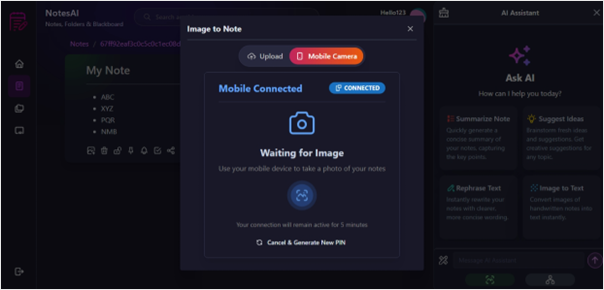 NotesAI
Notes, Folders & Blackboard
Search
Hello123
AI Assistant
Notes /
My Note
ABC
XYZ
PQR
NMB
Image to Note
Upload
Mobile Camera
Mobile Connected
CONNECTED
Waiting for Image
Use your mobile device to take a photo of your notes
Your connection will remain active for 5 minutes
Cancel & Generate New PIN
Ask AI
How can I help you today?
Summarize Note
Quickly generate a
concise summary of
your notes, capturing
the key points.
Suggest Ideas
Brainstorm fresh ideas
and suggestions. Get
creative suggestions for
any topic.
Rephrase Text
Instantly rewrite your
notes with clearer,
more concise wording.
Image to Text
Convert images of
handwritten notes into
text instantly.